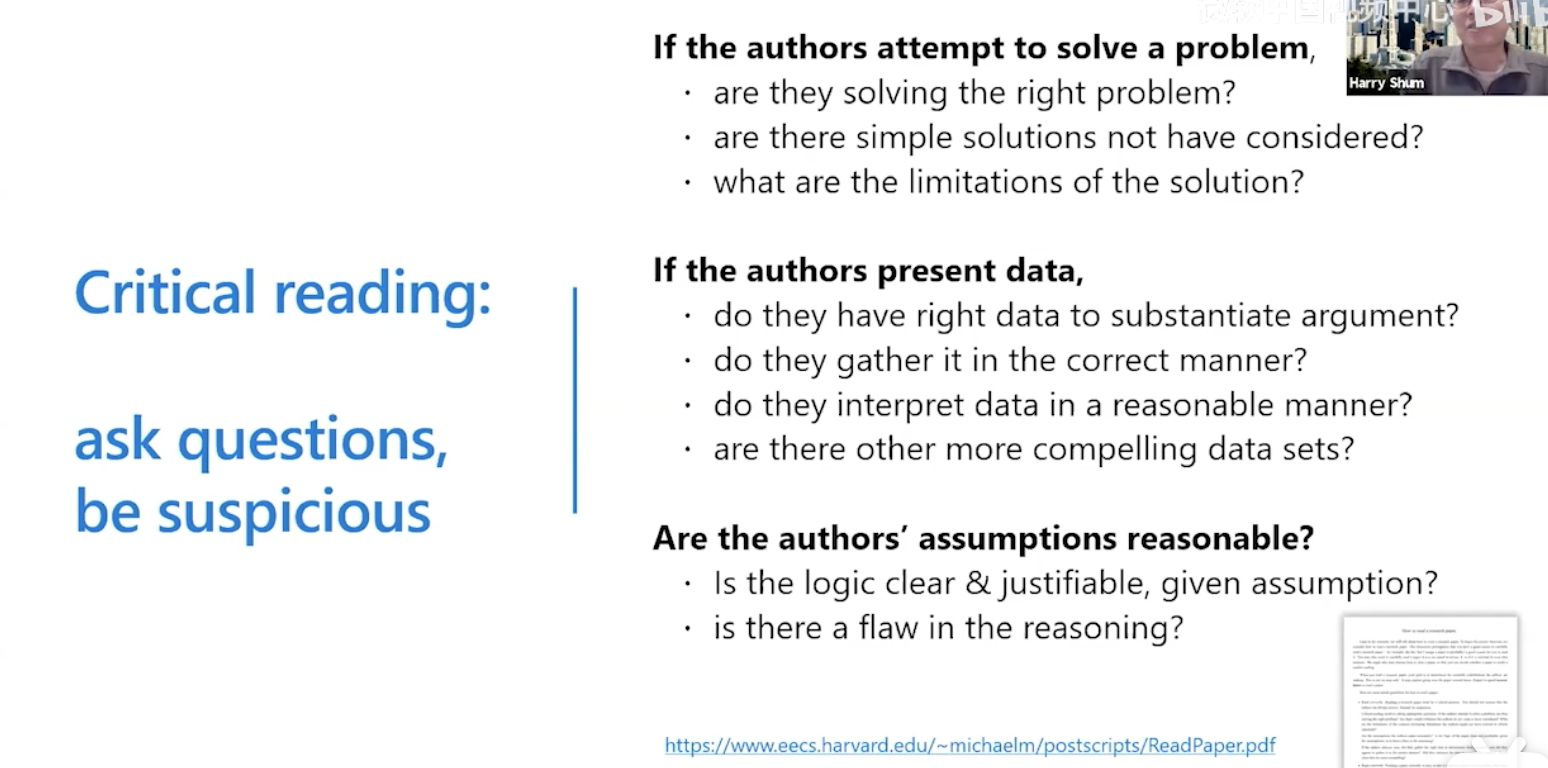 Critical reading:
ask questions,
be suspicious
If the authors attempt to solve a problem,
· are they solving the right problem?
· are there simple solutions not have considered?
· what are the limitations of the solution?
If the authors present data,
· do they have right data to substantiate argument?
· do they gather it in the correct manner?
· do they interpret data in a reasonable manner?
· are there other more compelling data sets?
Are the authors’ assumptions reasonable?
· Is the logic clear & justifiable, given assumption?
· is there a flaw in the reasoning?
https://www.eecs.harvard.edu/~michaelm/postscripts/ReadPaper.pdf
Harry Shum
How to read a research paper